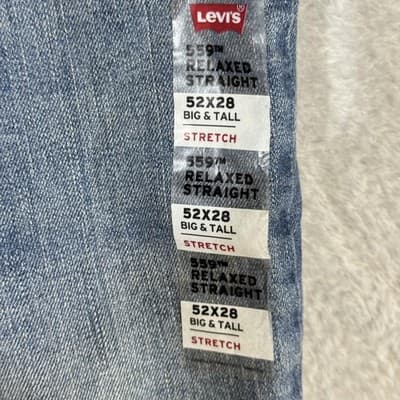 Levi's
559™
RELAXED
STRAIGHT
52X28
BIG & TALL
STRETCH
559™
RELAXED
STRAIGHT
52X28
BIG & TALL
STRETCH
559™
RELAXED
STRAIGHT
52X28
BIG & TALL
STRETCH